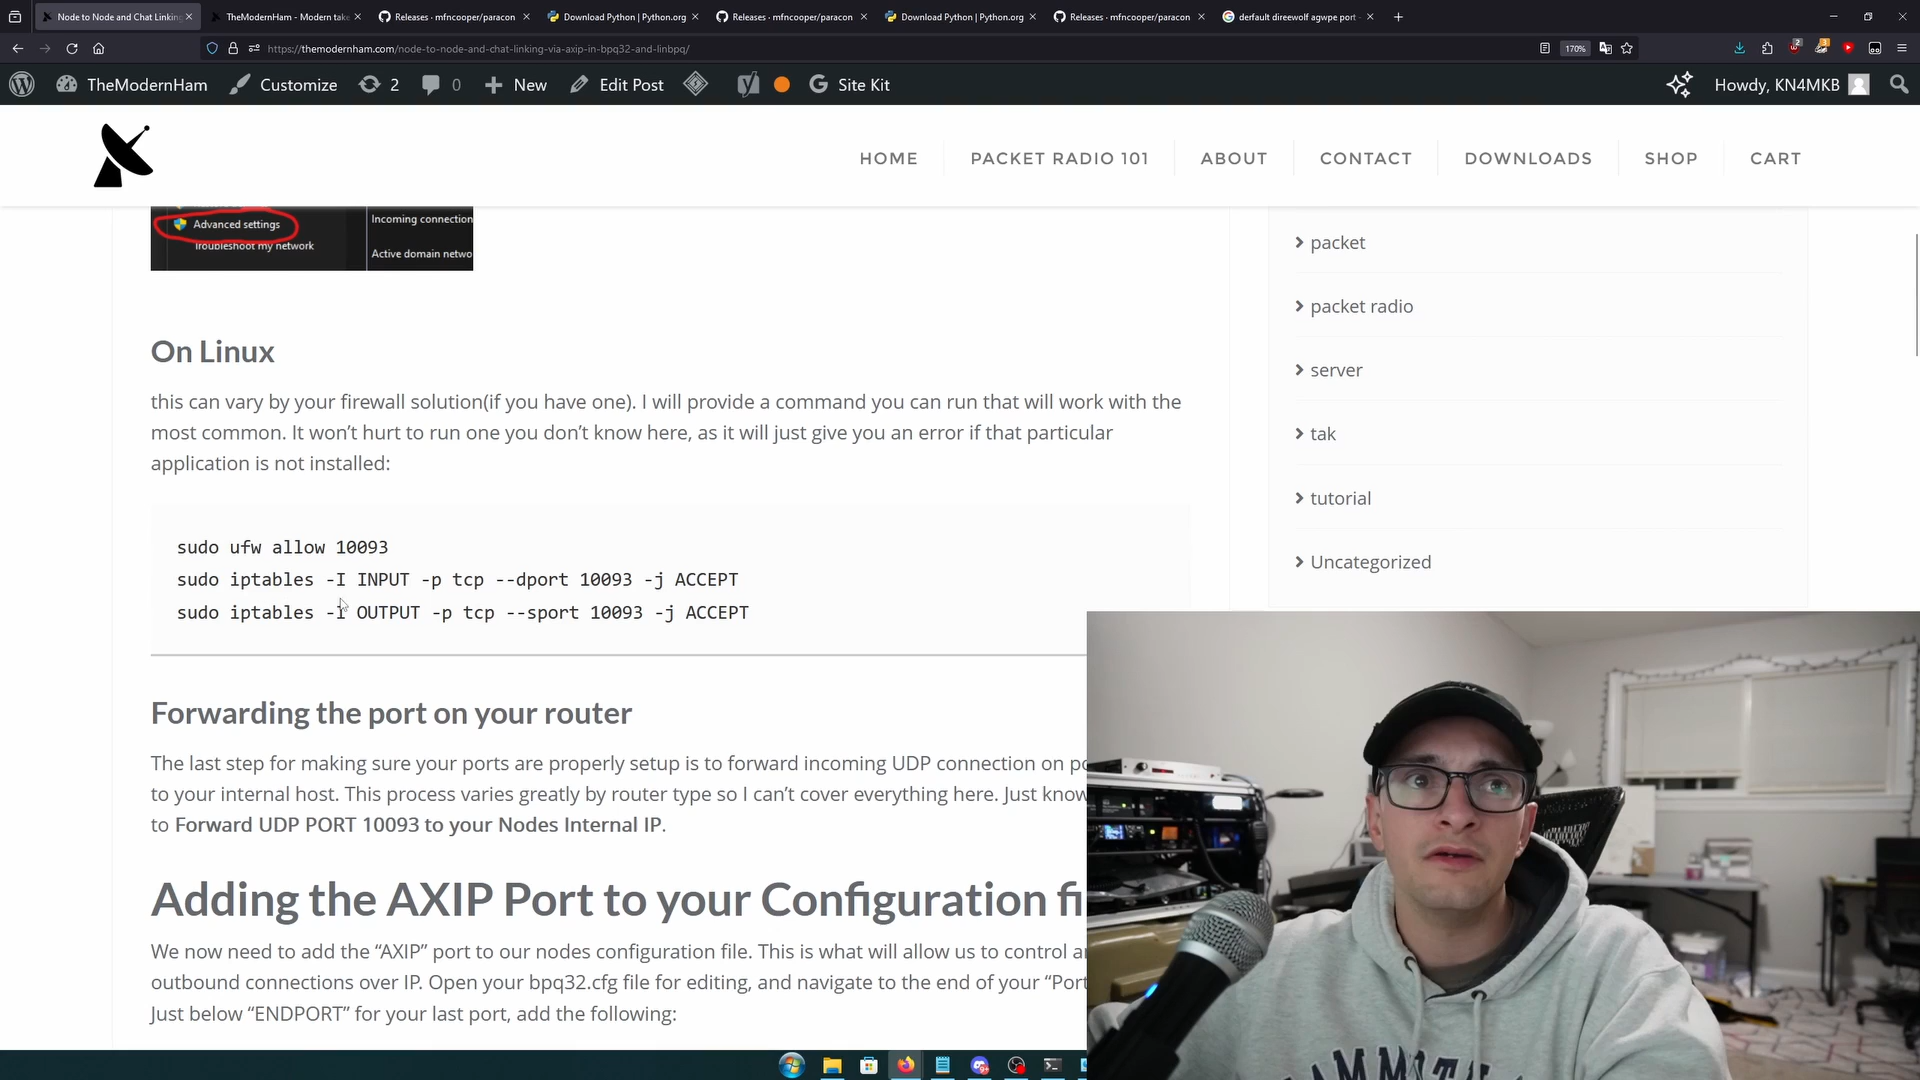 Node to Node and Chat Linking
TheModernHam - Modern take
Releases · mfncooper/paracon
Download Python | Python.org
Releases · mfncooper/paracon
Download Python | Python.org
Releases · mfncooper/paracon
derfault direewolf agwpe port -
https://themodernham.com/node-to-node-and-chat-linking-via-axip-in-bpq32-and-linbpq/
170%
2
3
TheModernHam
Customize
2
0
New
Edit Post
Site Kit
Howdy, KN4MKB
HOME
PACKET RADIO 101
ABOUT
CONTACT
DOWNLOADS
SHOP
CART
Advanced settings
Troubleshoot my network
Incoming connection
Active domain netwo
On Linux
this can vary by your firewall solution(if you have one). I will provide a command you can run that will work with the
most common. It won’t hurt to run one you don’t know here, as it will just give you an error if that particular
application is not installed:
sudo ufw allow 10093
sudo iptables -I INPUT -p tcp --dport 10093 -j ACCEPT
sudo iptables -I OUTPUT -p tcp --sport 10093 -j ACCEPT
Forwarding the port on your router
The last step for making sure your ports are properly setup is to forward incoming UDP connection on po
to your internal host. This process varies greatly by router type so I can’t cover everything here. Just know
to Forward UDP PORT 10093 to your Nodes Internal IP.
Adding the AXIP Port to your Configuration fi
We now need to add the “AXIP” port to our nodes configuration file. This is what will allow us to control a
outbound connections over IP. Open your bpq32.cfg file for editing, and navigate to the end of your “Port
Just below “ENDPORT” for your last port, add the following:
packet
packet radio
server
tak
tutorial
Uncategorized